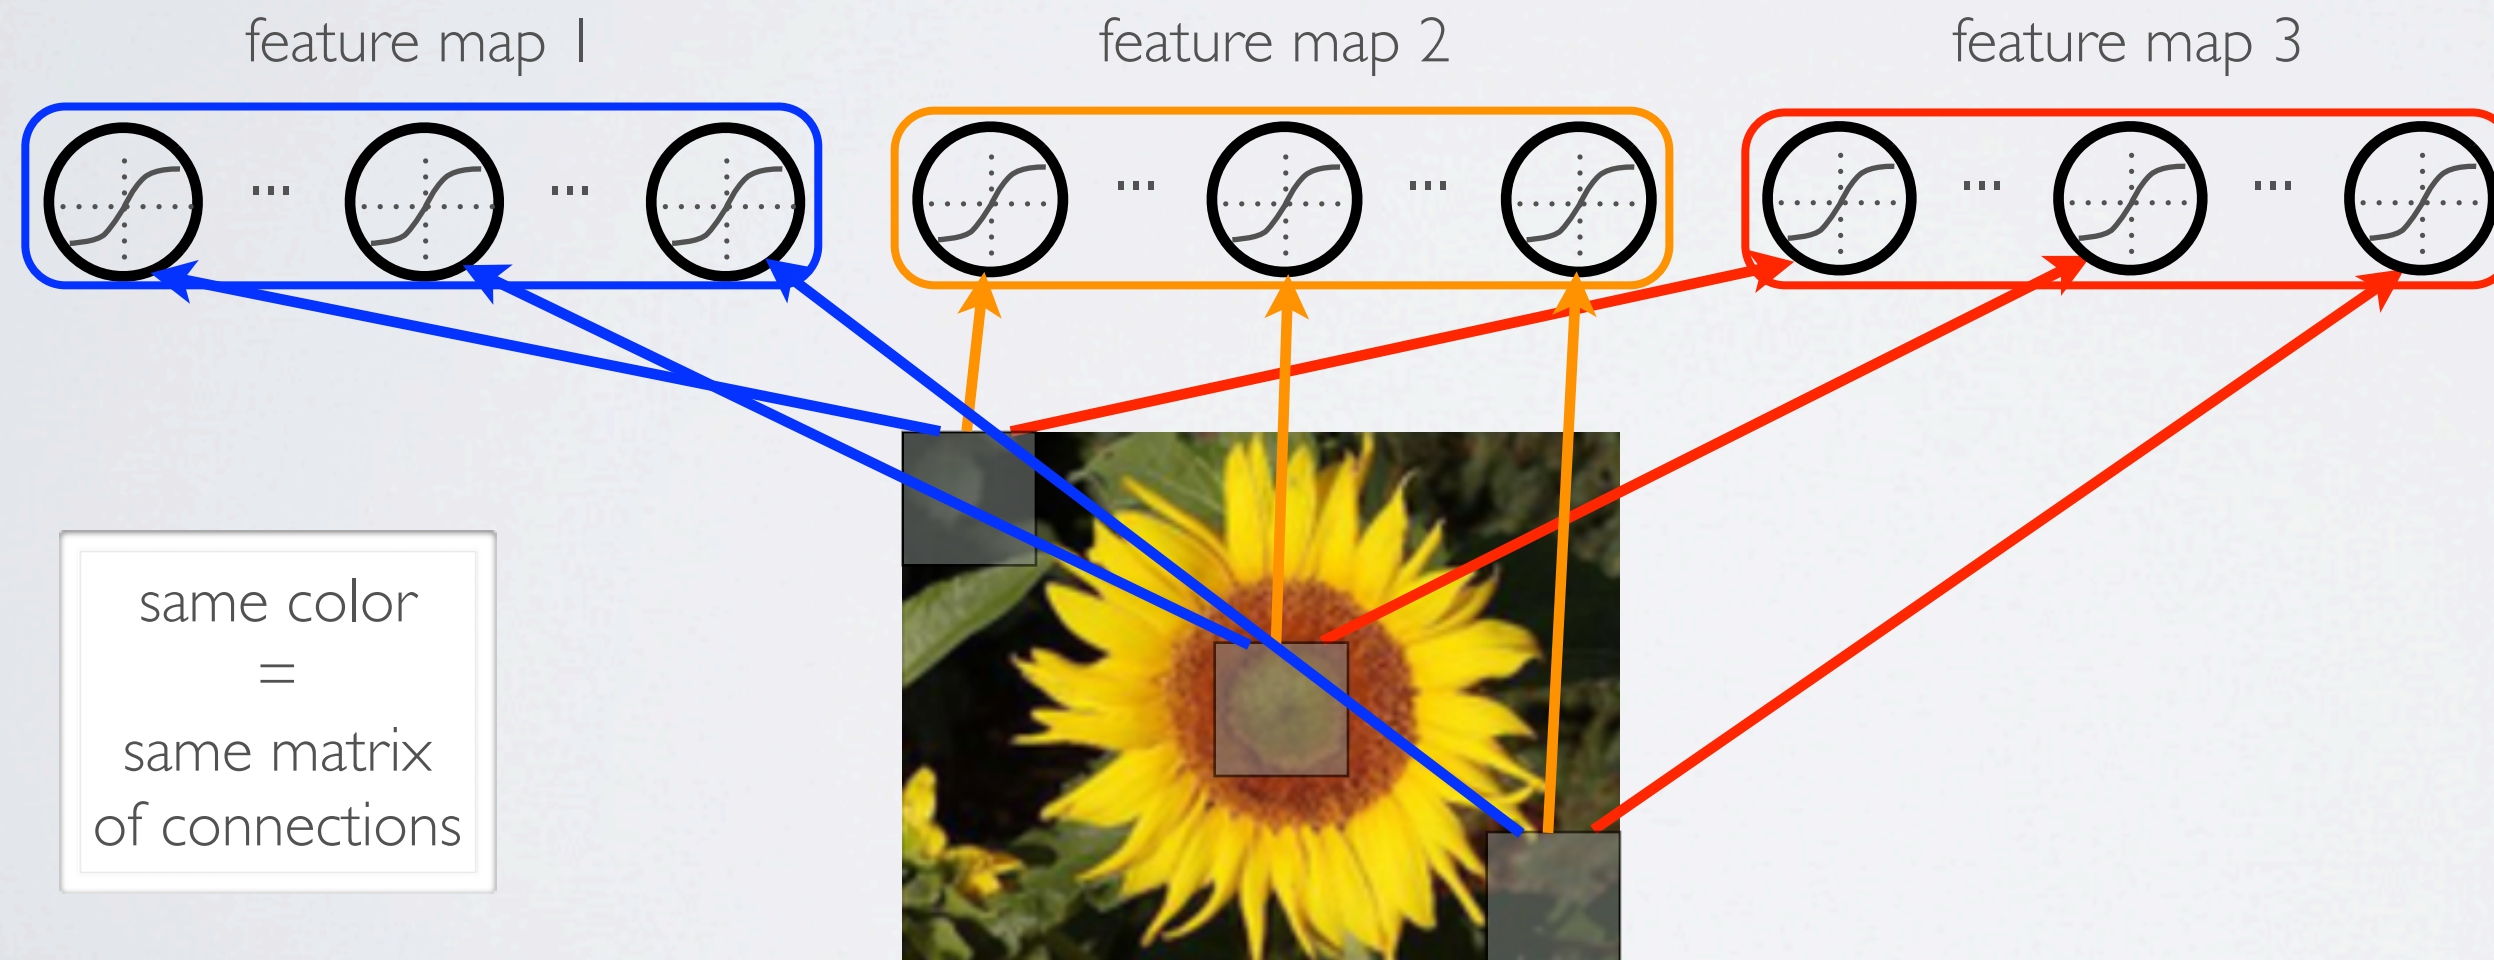 feature map 1
feature map 2
feature map 3
...
...
...
...
...
...
same color
=
same matrix
of connections